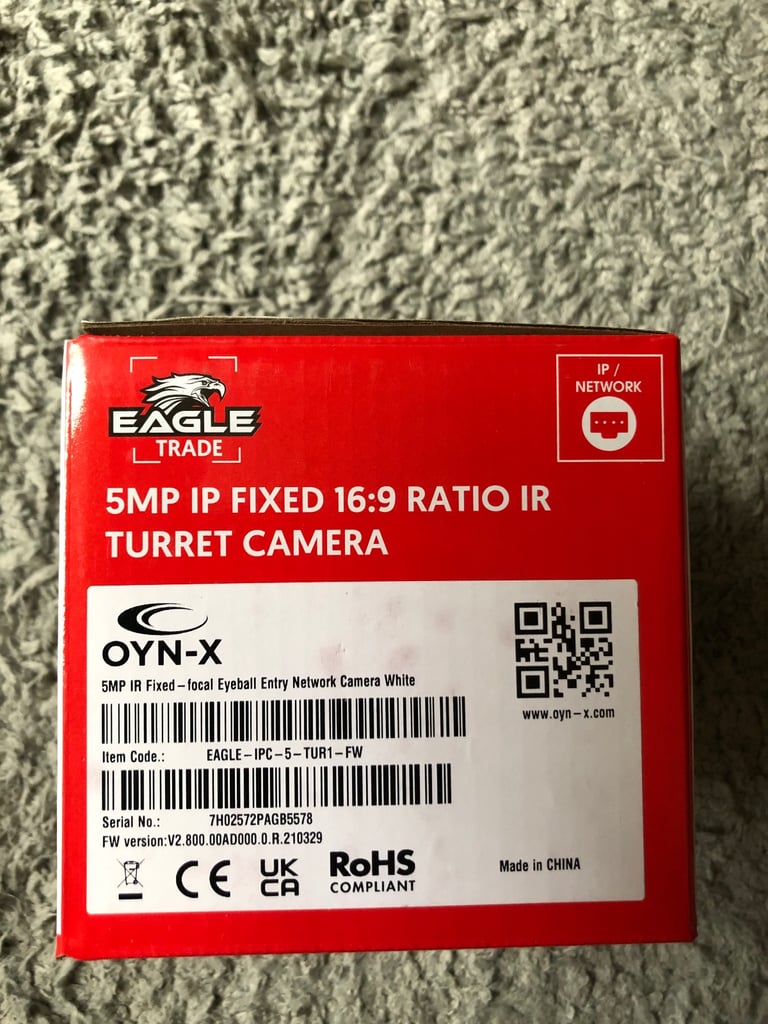 EAGLE
TRADE
IP /
NETWORK
5MP IP FIXED 16:9 RATIO IR
TURRET CAMERA
OYN-X
5MP IR Fixed-focal Eyeball Entry Network Camera White
www.oyn-x.com
Item Code.: EAGLE-IPC-5-TUR1-FW
Serial No.: 7H02572PAGB5578
FW version:V2.800.00AD000.0.R.210329
CE
UK
CA
RoHS
COMPLIANT
Made in CHINA